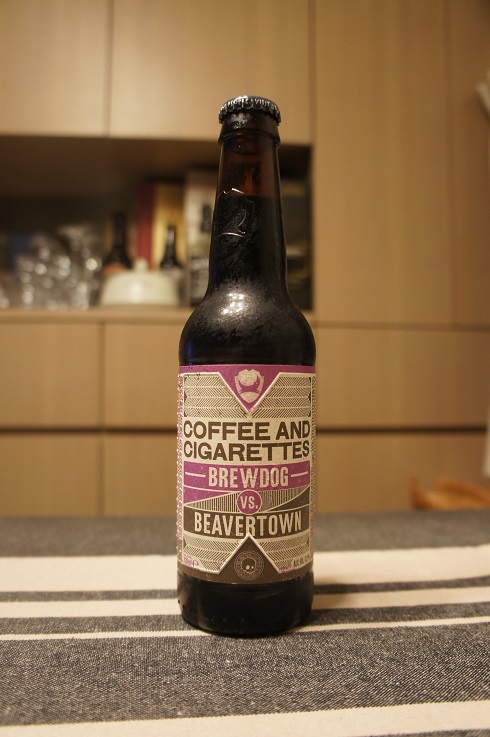 COFFEE AND
CIGARETTES
BREWDOG
VS.
BEAVERTOWN